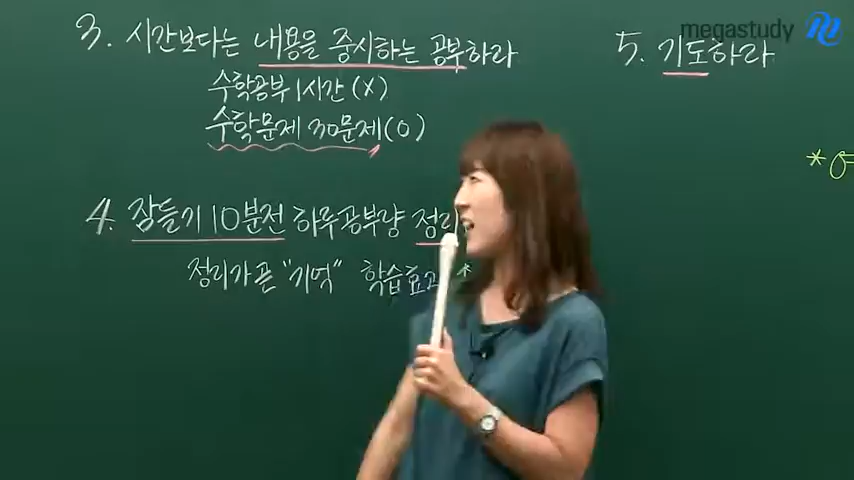 3. 시간보다는 내용을 중시하는 공부하라
수학공부 1시간 (X)
수학문제 30문제 (O)
4. 잠들기 10분전 하루공부량 정리
정리가 곧 "기억" 학습효과 *
5. 기도하라
*
megastudy